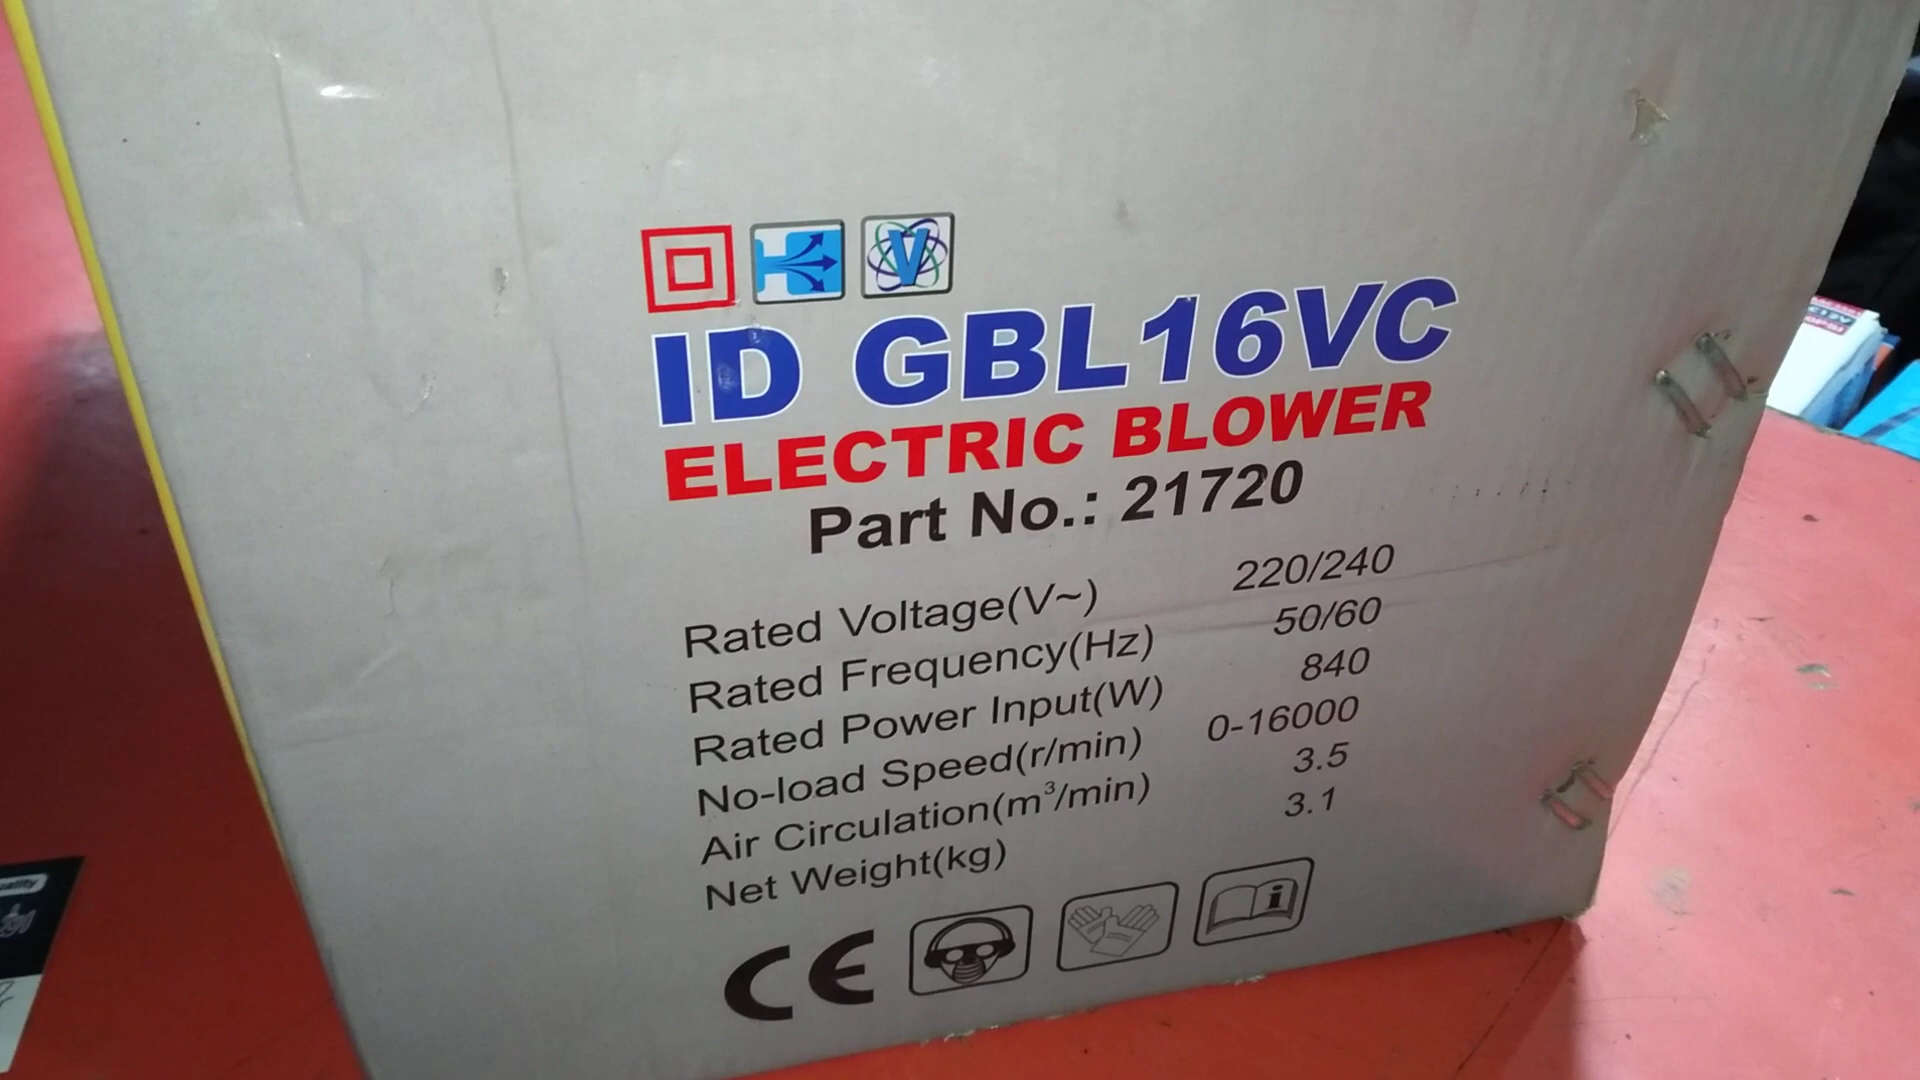 V
ID GBL16VC
ELECTRIC BLOWER
Part No.: 21720
Rated Voltage(V~) 220/240
Rated Frequency(Hz) 50/60
Rated Power Input(W) 840
No-load Speed(r/min) 0-16000
Air Circulation(m³/min) 3.5
Net Weight(kg) 3.1
CE
i